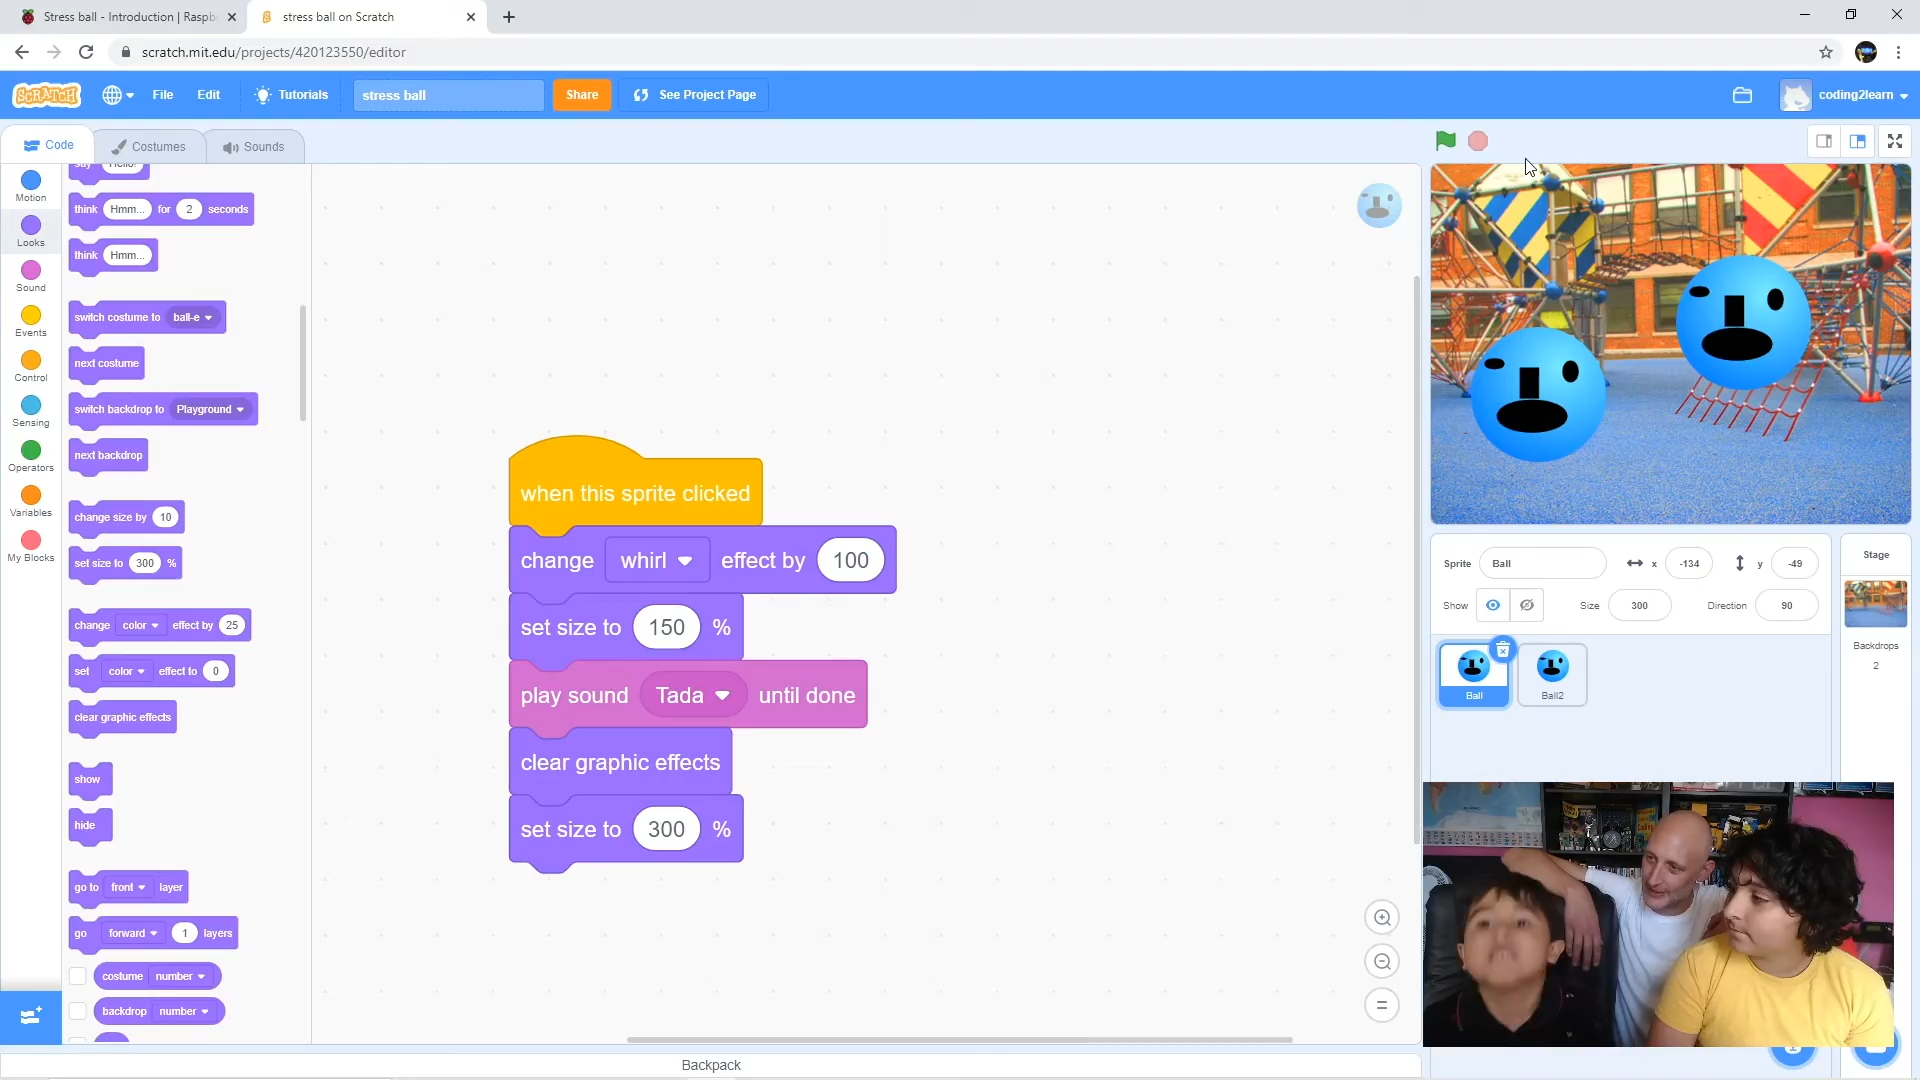 Stress ball - Introduction | Raspb
stress ball on Scratch
scratch.mit.edu/projects/420123550/editor
SCRATCH
File
Edit
Tutorials
stress ball
Share
See Project Page
coding2learn
Code
Costumes
Sounds
Motion
Looks
Sound
Events
Control
Sensing
Operators
Variables
My Blocks
say Hello!
think Hmm... for 2 seconds
think Hmm...
switch costume to ball-e
next costume
switch backdrop to Playground
next backdrop
change size by 10
set size to 300 %
change color effect by 25
set color effect to 0
clear graphic effects
show
hide
go to front layer
go forward 1 layers
costume number
backdrop number
when this sprite clicked
change whirl effect by 100
set size to 150 %
play sound Tada until done
clear graphic effects
set size to 300 %
Backpack
Sprite Ball x -134 y -49
Show Size 300 Direction 90
Ball
Ball2
Stage
Backdrops
2